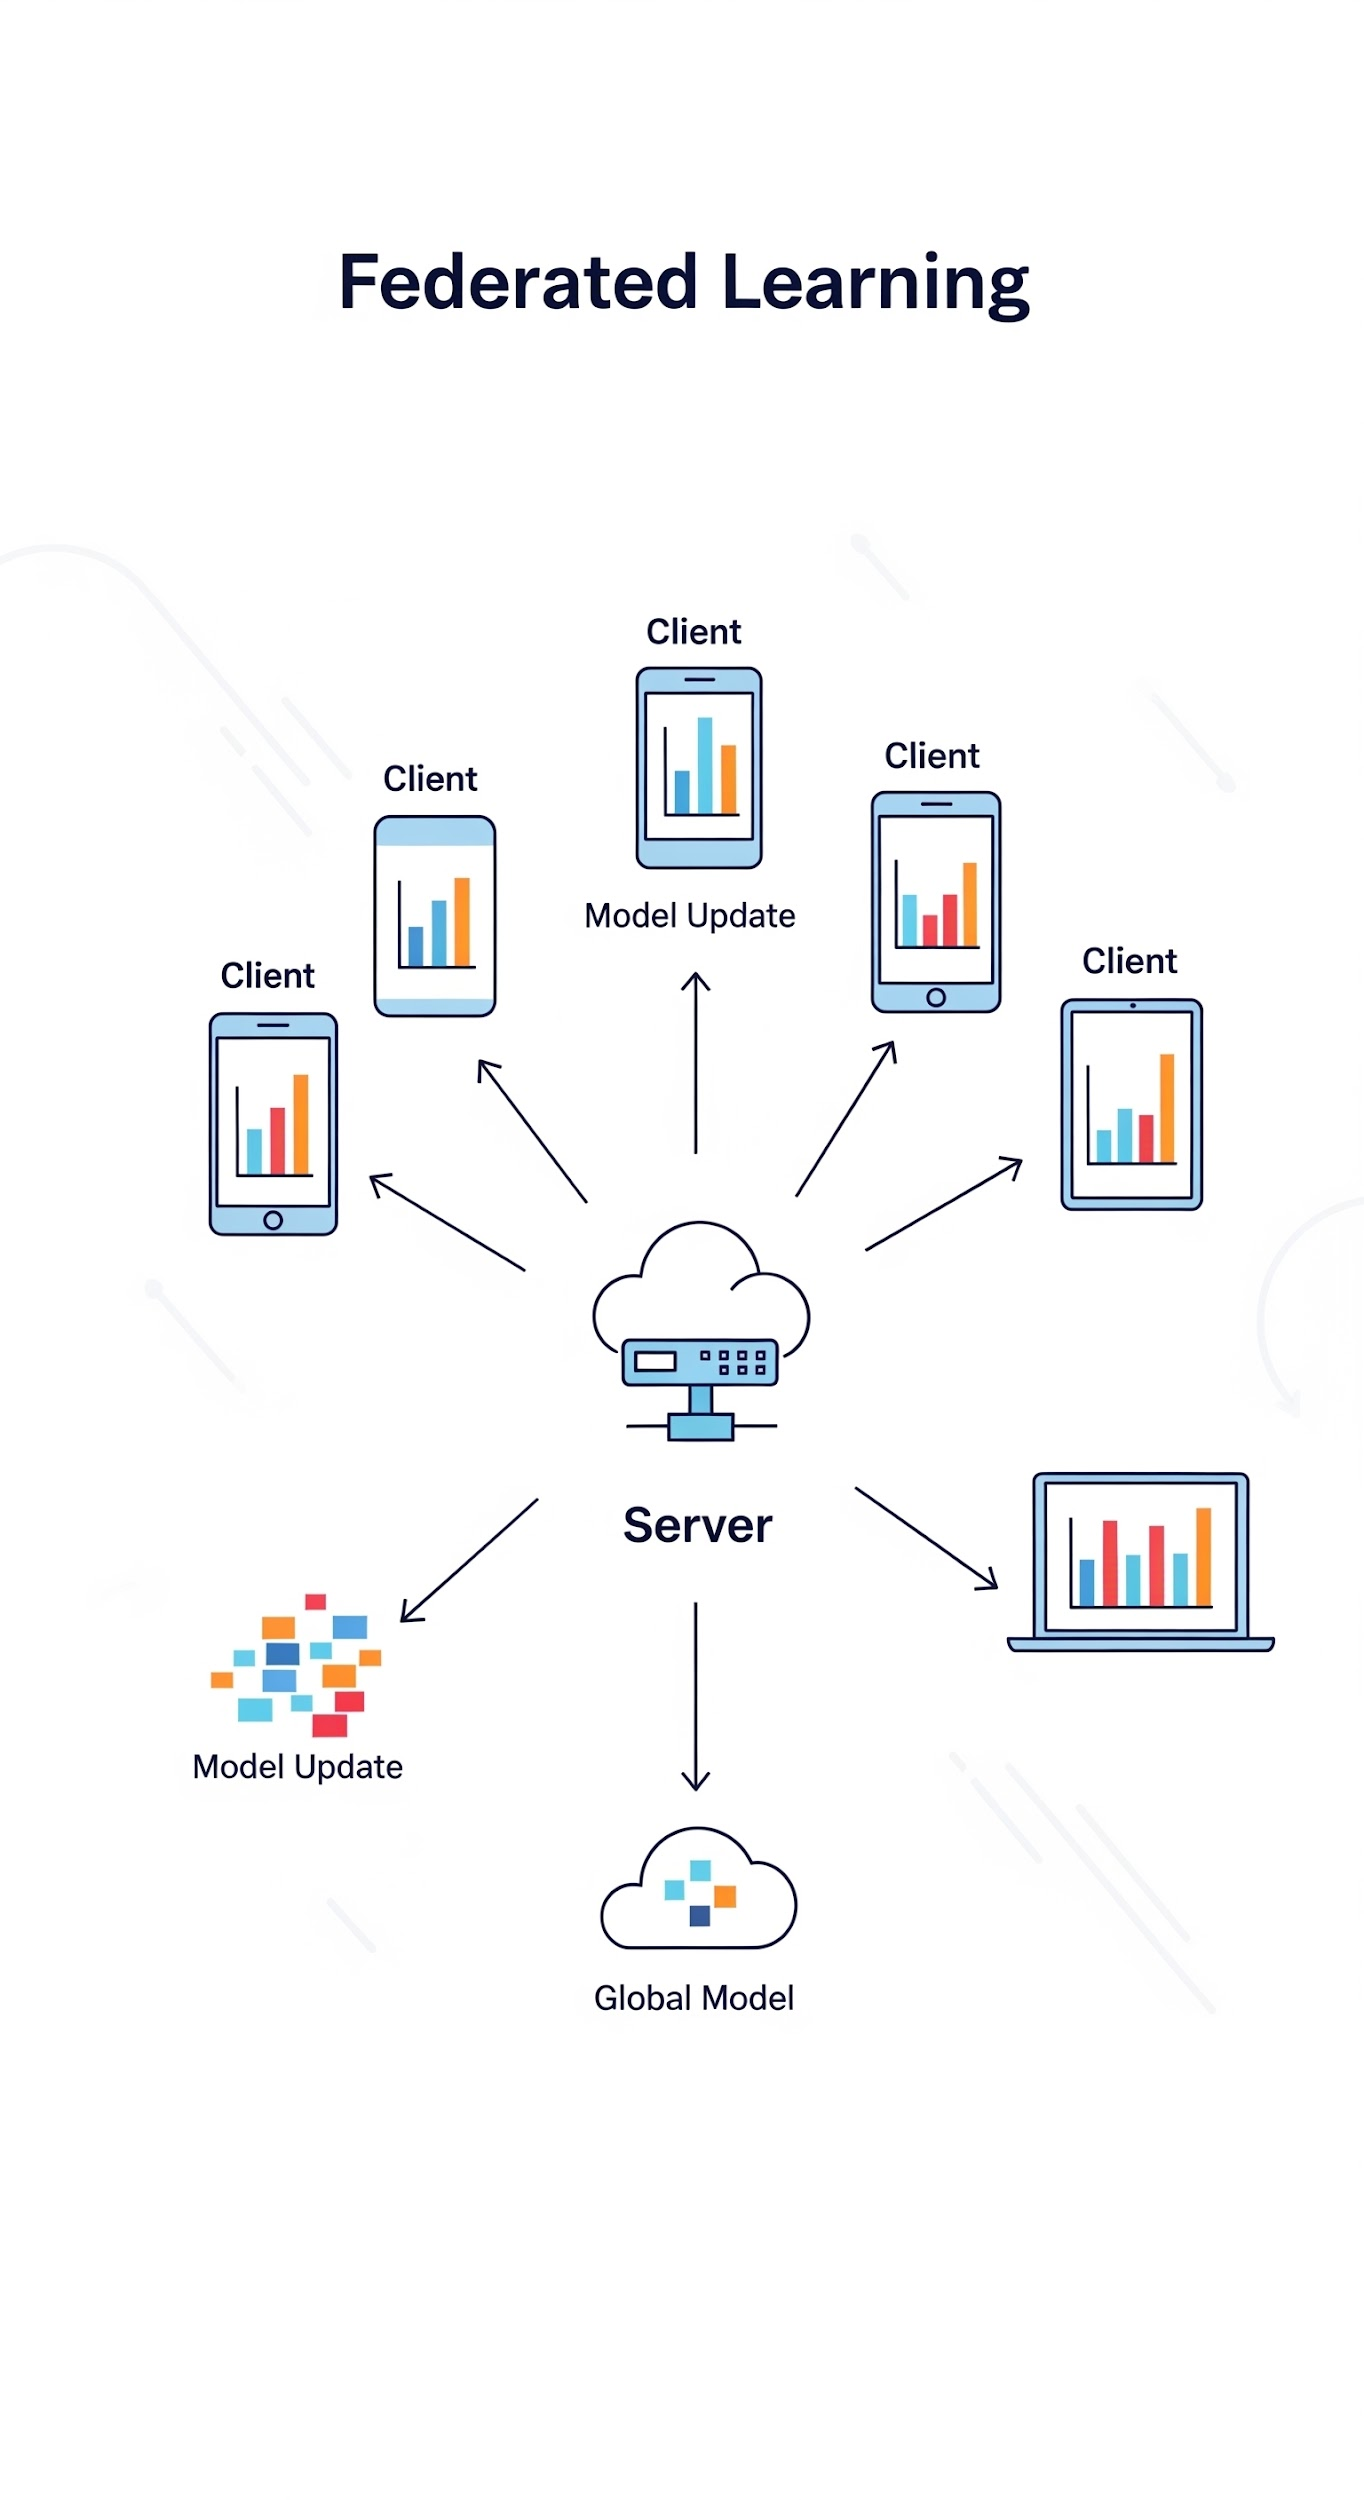 Federated Learning
Client
Client
Client
Model Update
Client
Client
Server
Model Update
Global Model